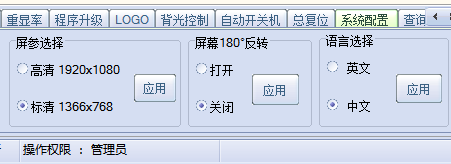 重显率 程序升级 LOGO 背光控制 自动开关机 总复位 系统配置 查询
屏参选择 屏幕180°反转 语言选择
高清 1920x1080 打开 英文
应用 应用 应用
标清 1366x768 关闭 中文
操作权限 ： 管理员